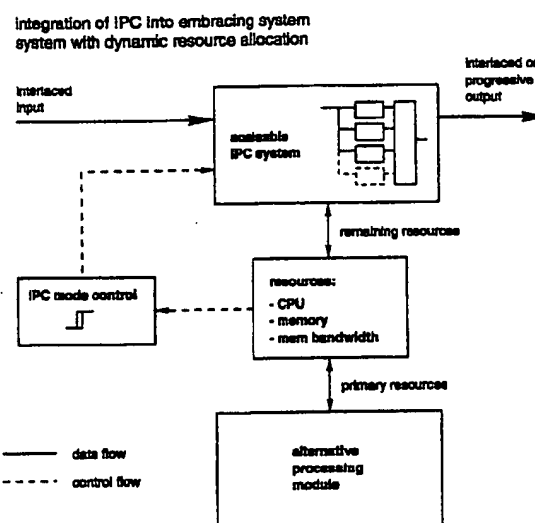 integration of IPC into embracing system
system with dynamic resource allocation
interlaced
input
interlaced or
progressive
output
scaleable
IPC system
remaining resources
IPC mode control
resources:
- CPU
- memory
- mem bandwidth
primary resources
alternative
processing
module
data flow
control flow